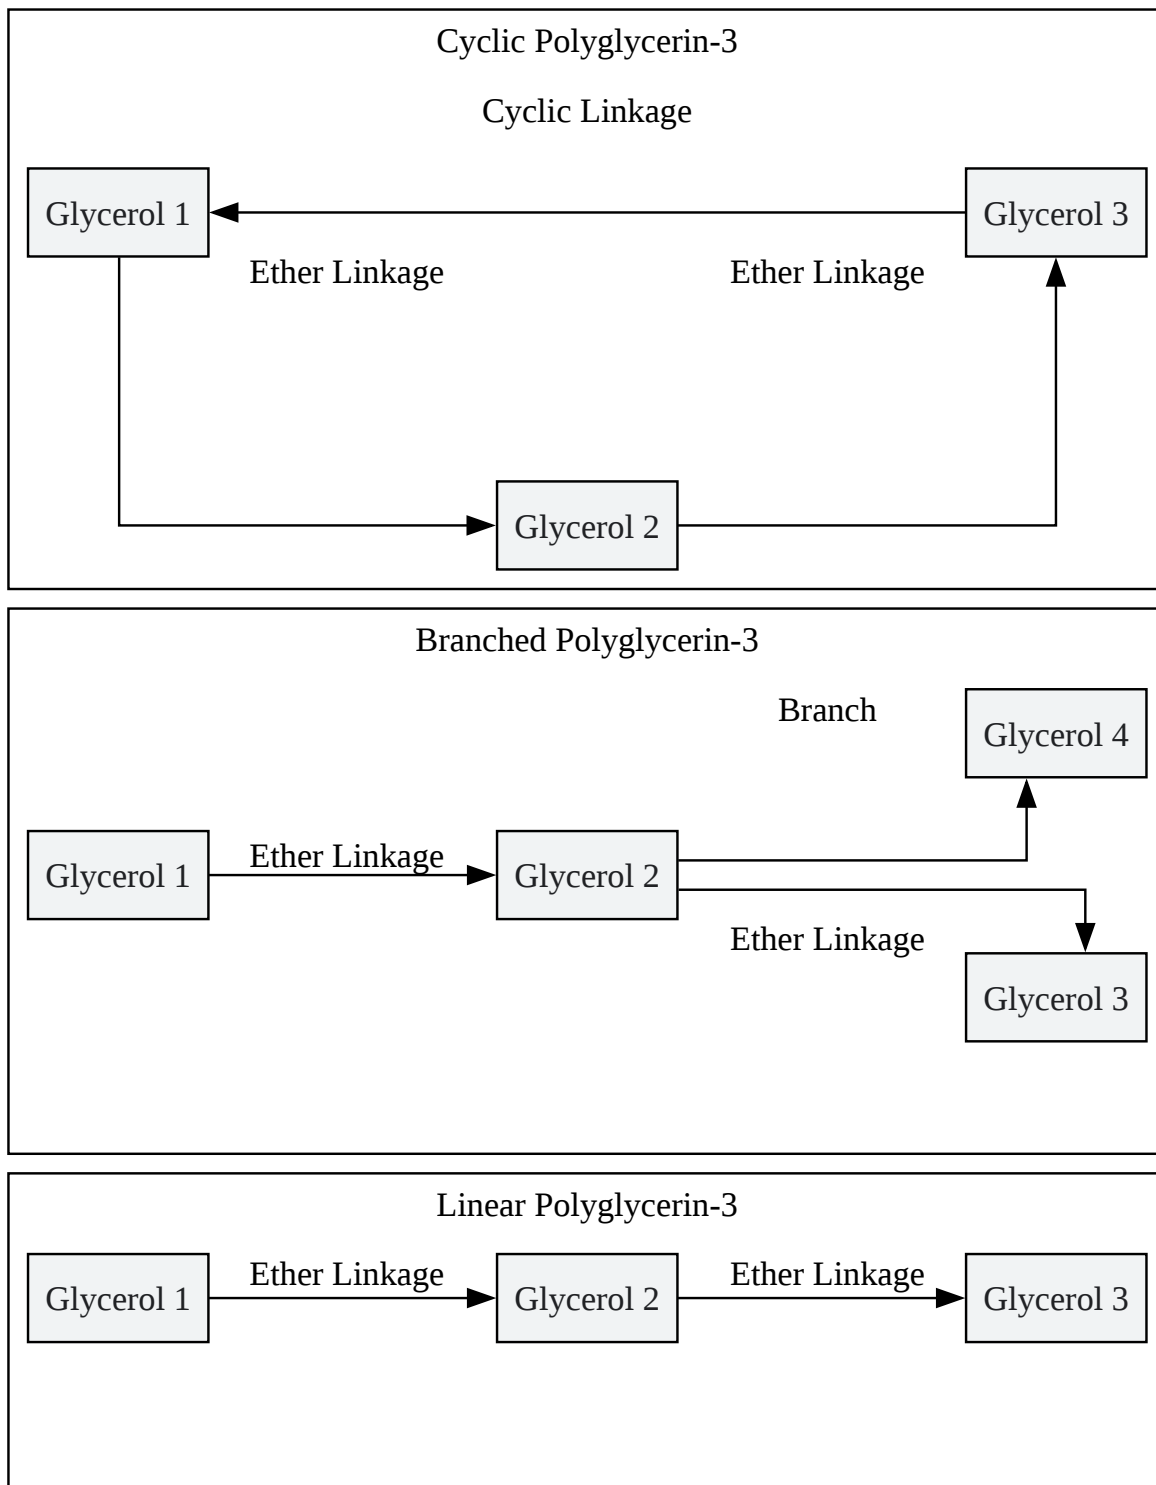 Cyclic Polyglycerin-3
Cyclic Linkage
Glycerol 1
Glycerol 3
Ether Linkage
Ether Linkage
Glycerol 2
Branched Polyglycerin-3
Branch
Glycerol 4
Glycerol 1
Ether Linkage
Glycerol 2
Ether Linkage
Glycerol 3
Linear Polyglycerin-3
Glycerol 1
Ether Linkage
Glycerol 2
Ether Linkage
Glycerol 3